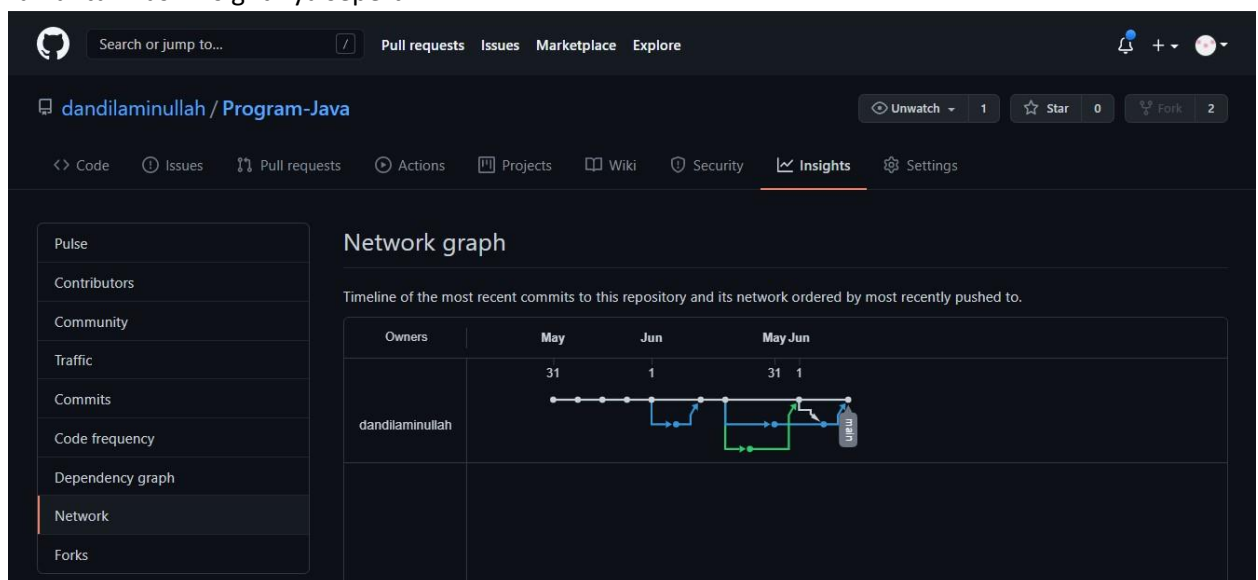 Search or jump to... / Pull requests Issues Marketplace Explore
dandilaminullah / Program-Java Unwatch 1 Star 0 Fork 2
Code Issues Pull requests Actions Projects Wiki Security Insights Settings
Pulse
Contributors
Community
Traffic
Commits
Code frequency
Dependency graph
Network
Forks
Network graph
Timeline of the most recent commits to this repository and its network ordered by most recently pushed to.
Owners May Jun May Jun
31 1 31 1
dandilaminullah
main